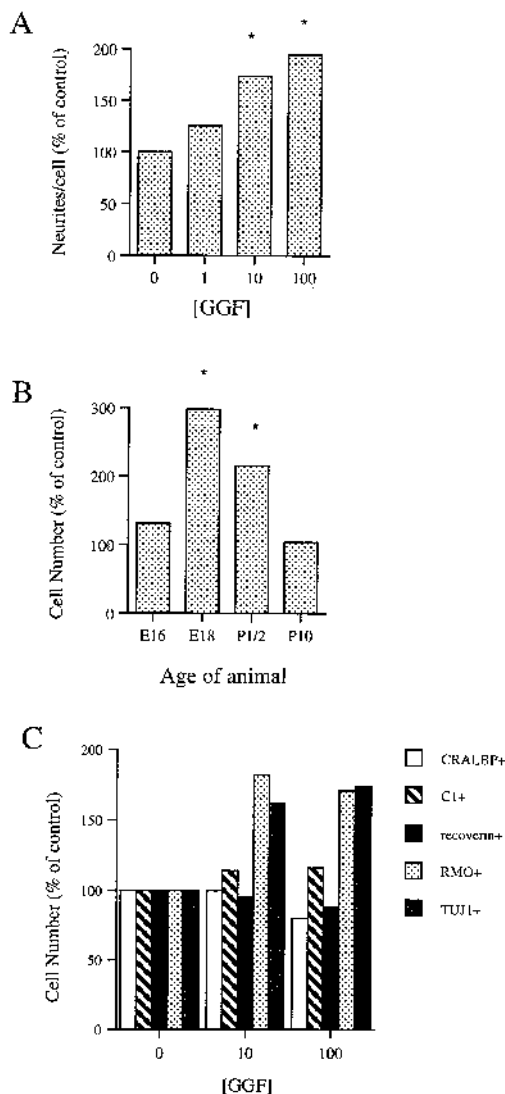 A
* *
200
150
100
50
0
Neurites/cell (% of control)
0 1 10 100
[GGF]
B
* *
300
200
100
0
Cell Number (% of control)
E16 E18 P1/2 P10
Age of animal
C
200
150
100
50
0
Cell Number (% of control)
0 10 100
[GGF]
CRALBP+
C1+
recoverin+
RMO+
TUJ1+